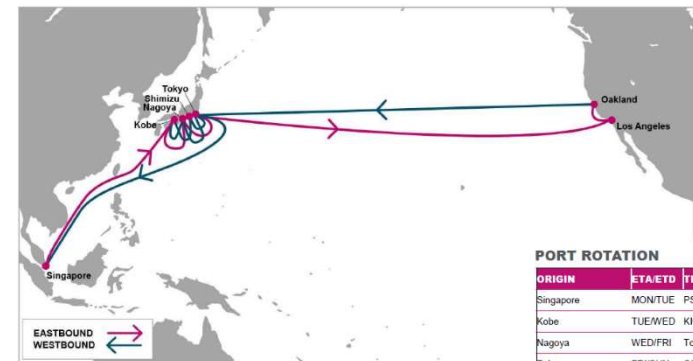 Tokyo
Shimizu
Nagoya
Kobe
Oakland
Los Angeles
Singapore
EASTBOUND
WESTBOUND
PORT ROTATION
ORIGIN ETA/ETD
Singapore MON/TUE
Kobe TUE/WED
Nagoya WED/FRI